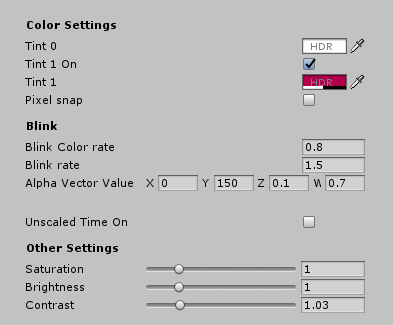 Color Settings
Tint 0 HDR
Tint 1 On
Tint 1 HDR
Pixel snap
Blink
Blink Color rate 0.8
Blink rate 1.5
Alpha Vector Value X 0 Y 150 Z 0.1 W 0.7
Unscaled Time On
Other Settings
Saturation 1
Brightness 1
Contrast 1.03